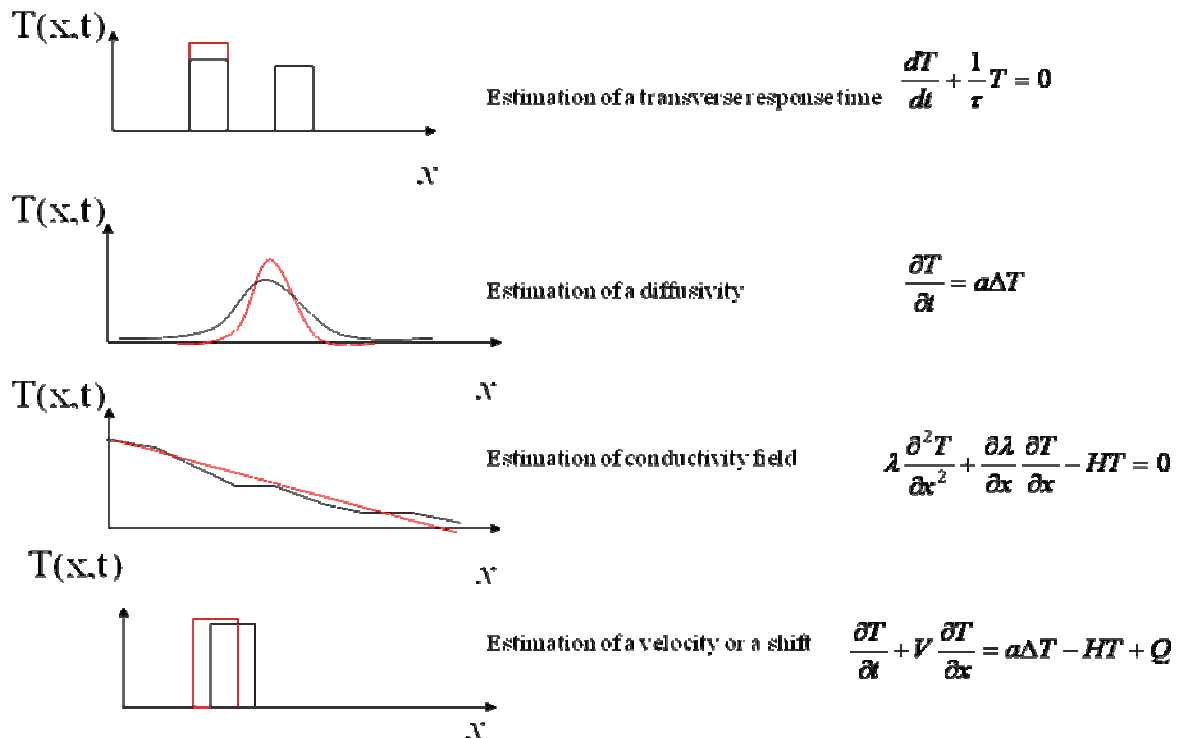 T(x,t)
Estimation of a transverse response time
dT/dt + 1/τ T = 0
x
T(x,t)
Estimation of a diffusivity
∂T/∂t = aΔT
x
T(x,t)
Estimation of conductivity field
λ ∂²T/∂x² + ∂λ/∂x ∂T/∂x − HT = 0
x
T(x,t)
Estimation of a velocity or a shift
∂T/∂t + V ∂T/∂x = aΔT − HT + Q
x